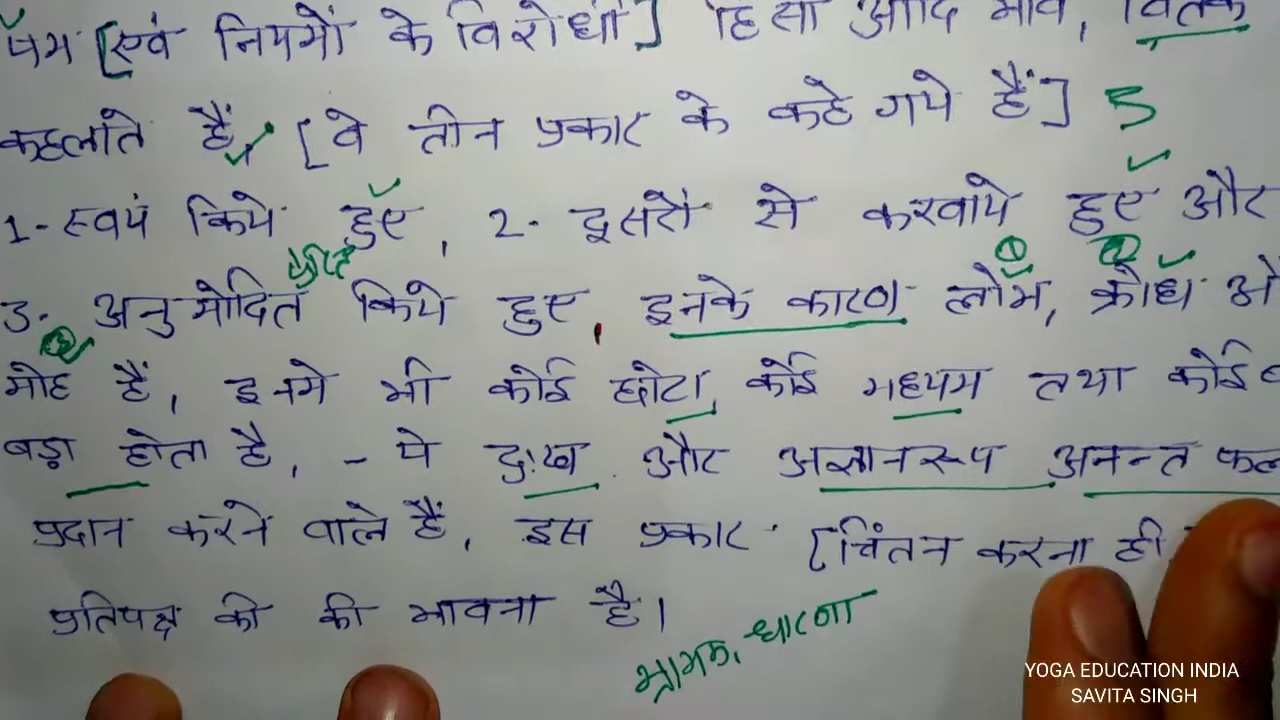 यम [एवं नियमों के विरोधी] हिंसा आदि भाव, वितर्क
कहलाते हैं, [वे तीन प्रकार के कहे गये हैं] 5
1- स्वयं किये हुए, 2- दूसरों से करवाये हुए और
3- अनुमोदित किये हुए, इनके कारण लोभ, क्रोध
मोह हैं, इनमे भी कोई छोटा, कोई मध्यम तथा कोई
बड़ा होता है, - ये दुःख और अज्ञानरूप अनन्त फल
प्रदान करने वाले हैं, इस प्रकार [चिंतन करना ही
प्रतिपक्ष की की भावना है।
भ्रामक, धारणा
YOGA EDUCATION INDIA
SAVITA SINGH